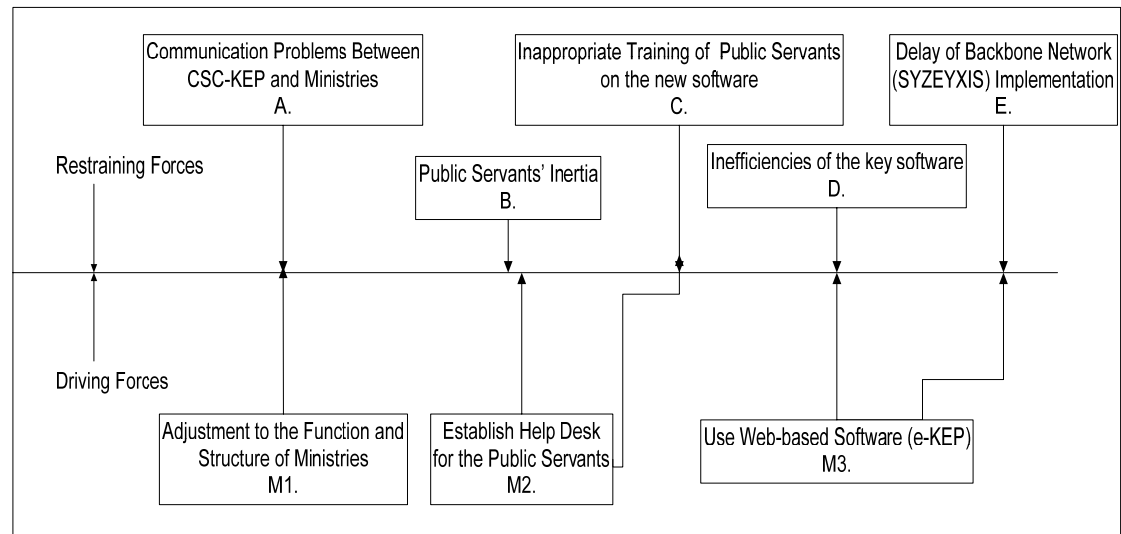 Communication Problems Between
CSC-KEP and Ministries
A.
Inappropriate Training of Public Servants
on the new software
C.
Delay of Backbone Network
(SYZEYXIS) Implementation
E.
Restraining Forces
Public Servants' Inertia
B.
Inefficiencies of the key software
D.
Driving Forces
Adjustment to the Function and
Structure of Ministries
M1.
Establish Help Desk
for the Public Servants
M2.
Use Web-based Software (e-KEP)
M3.